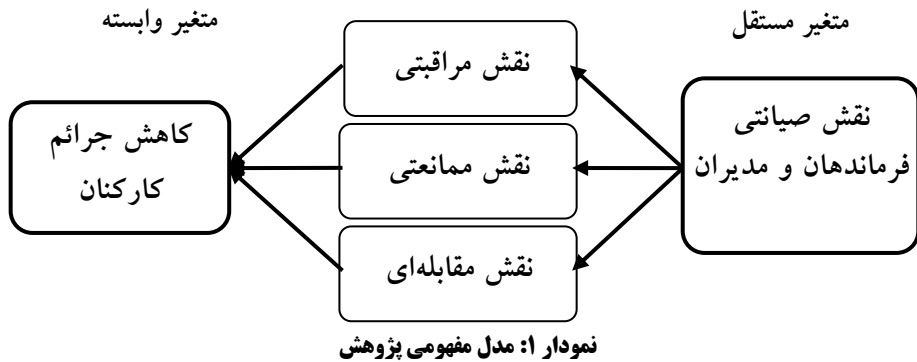 متغیر مستقل
متغیر وابسته
نقش صیانتی
فرماندهان و مدیران
نقش مراقبتی
نقش ممانعتی
نقش مقابله‌ای
کاهش جرائم
کارکنان
نمودار ۱: مدل مفهومی پژوهش